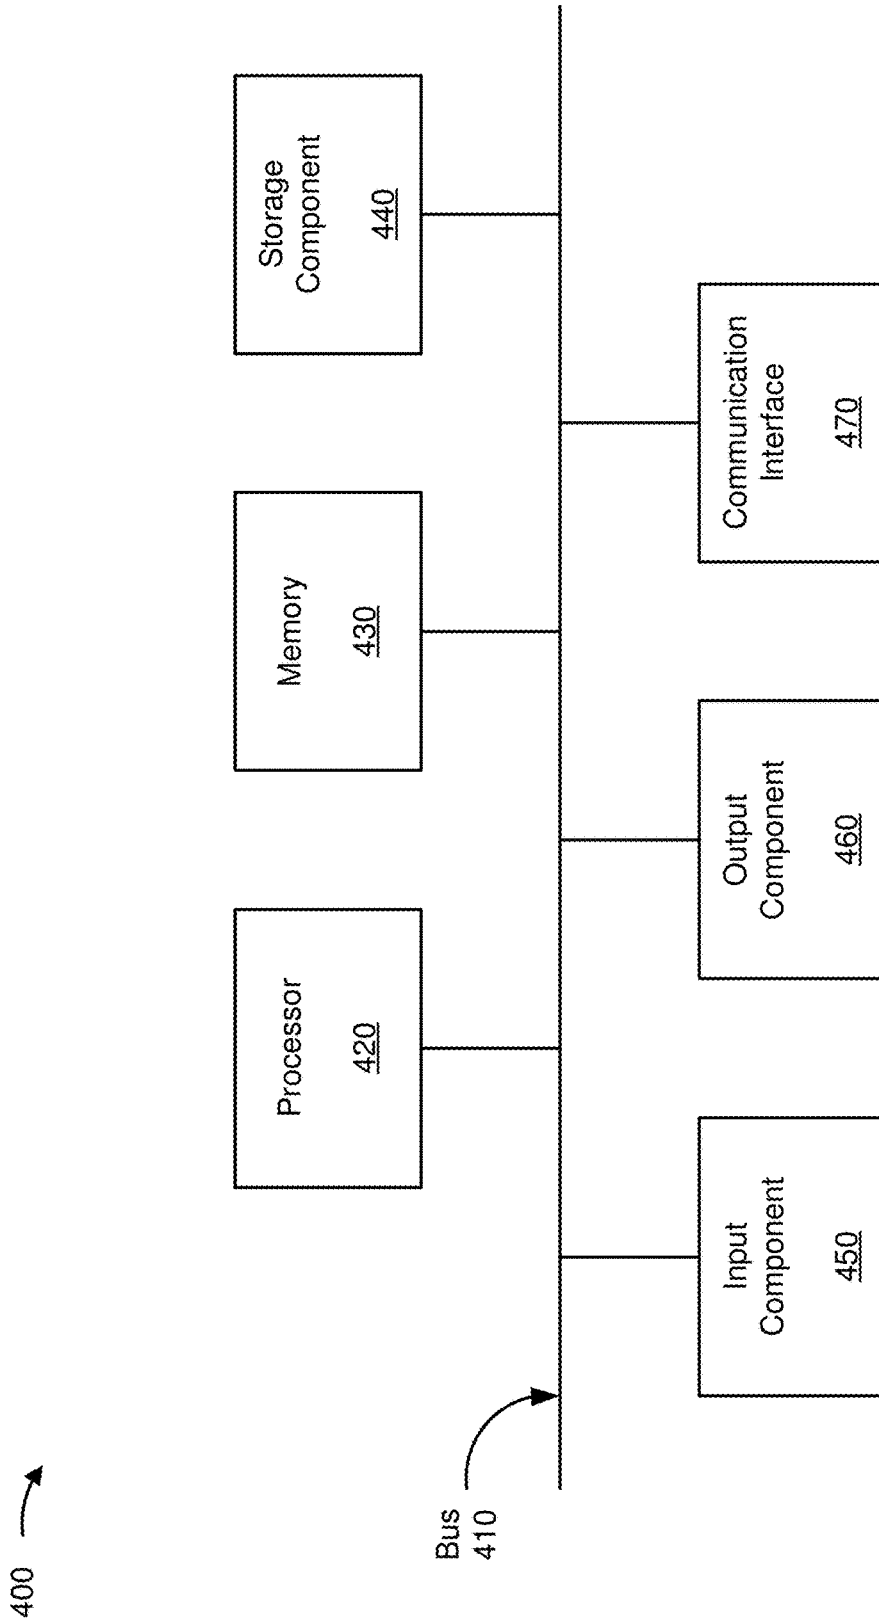 400
Processor
420
Memory
430
Storage
Component
440
Bus
410
Input
Component
450
Output
Component
460
Communication
Interface
470